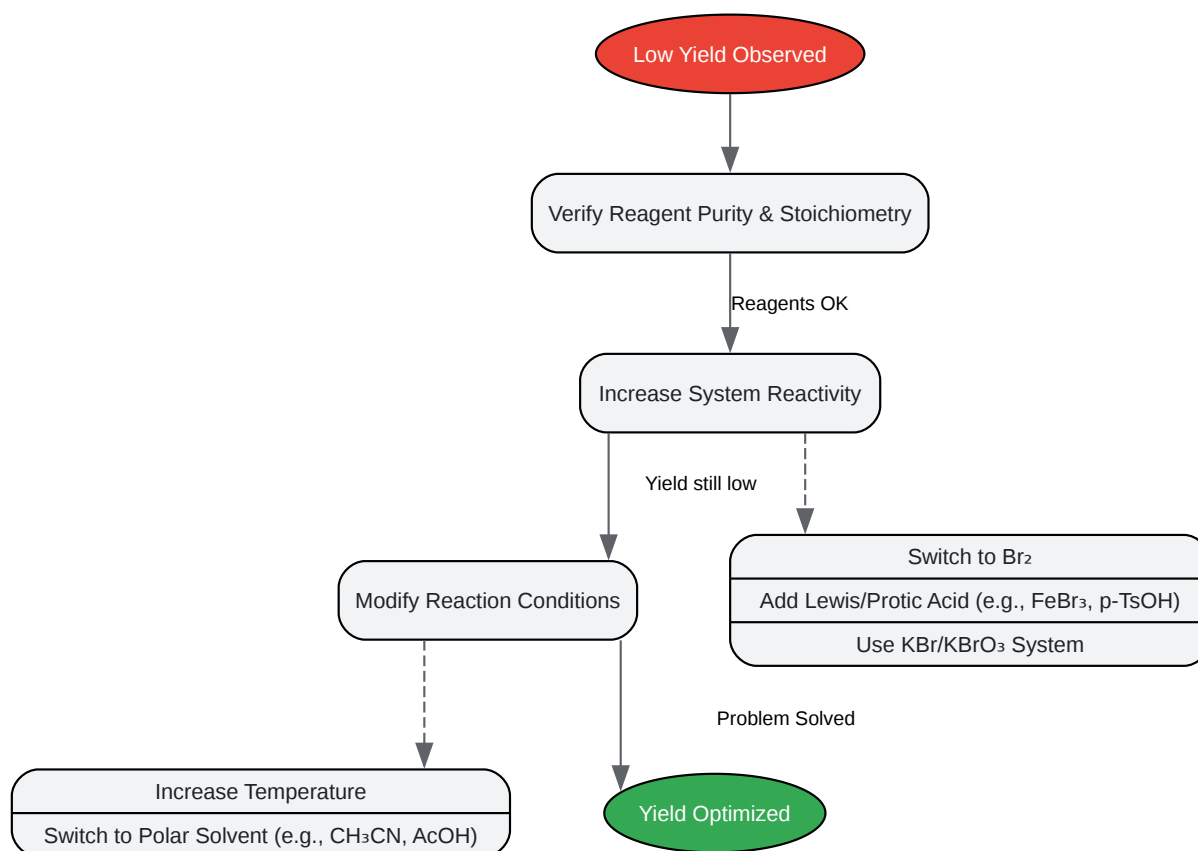 Low Yield Observed
Verify Reagent Purity & Stoichiometry
Reagents OK
Increase System Reactivity
Yield still low
Switch to Br₂
Add Lewis/Protic Acid (e.g., FeBr₃, p-TsOH)
Use KBr/KBrO₃ System
Modify Reaction Conditions
Problem Solved
Increase Temperature
Switch to Polar Solvent (e.g., CH₃CN, AcOH)
Yield Optimized